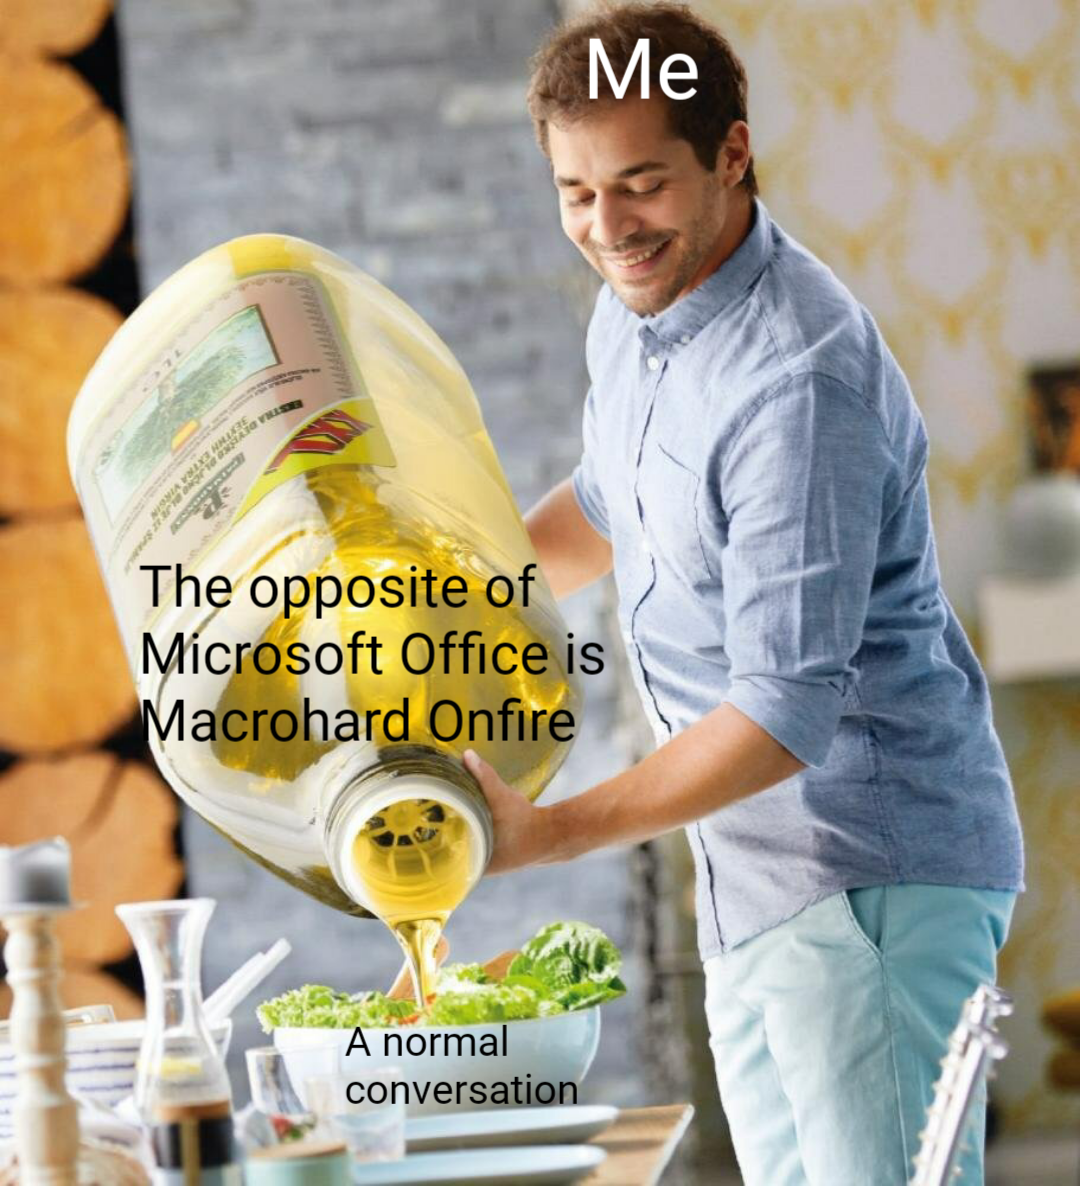 Me
The opposite of
Microsoft Office is
Macrohard Onfire
A normal
conversation